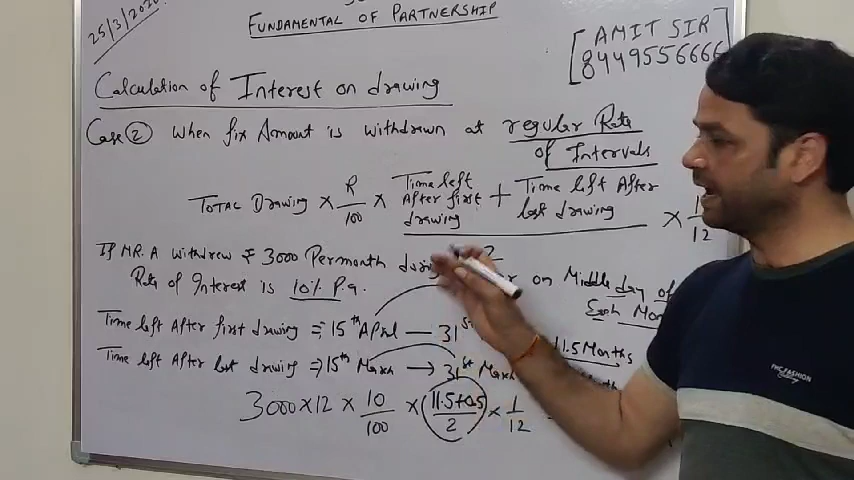 25/3/2020
FUNDAMENTAL OF PARTNERSHIP
AMIT SIR
8449556666
Calculation of Interest on drawing
Case ② When fix Amount is withdrawn at regular Rate
of Intervals
TOTAL Drawing × R/100 × Time left After first drawing + Time left After last drawing / 2 × 1/12
If MR. A withdrew ₹ 3000 Per month on Middle day of
Each
Rate of Interest is 10% P.a.
Time left After first drawing ⇒ 15th April — 31st 11.5 Months
Time left After last drawing ⇒ 15th March → 31st March
3000 × 12 × 10/100 × 11.5+0.5/2 × 1/12
FASHION